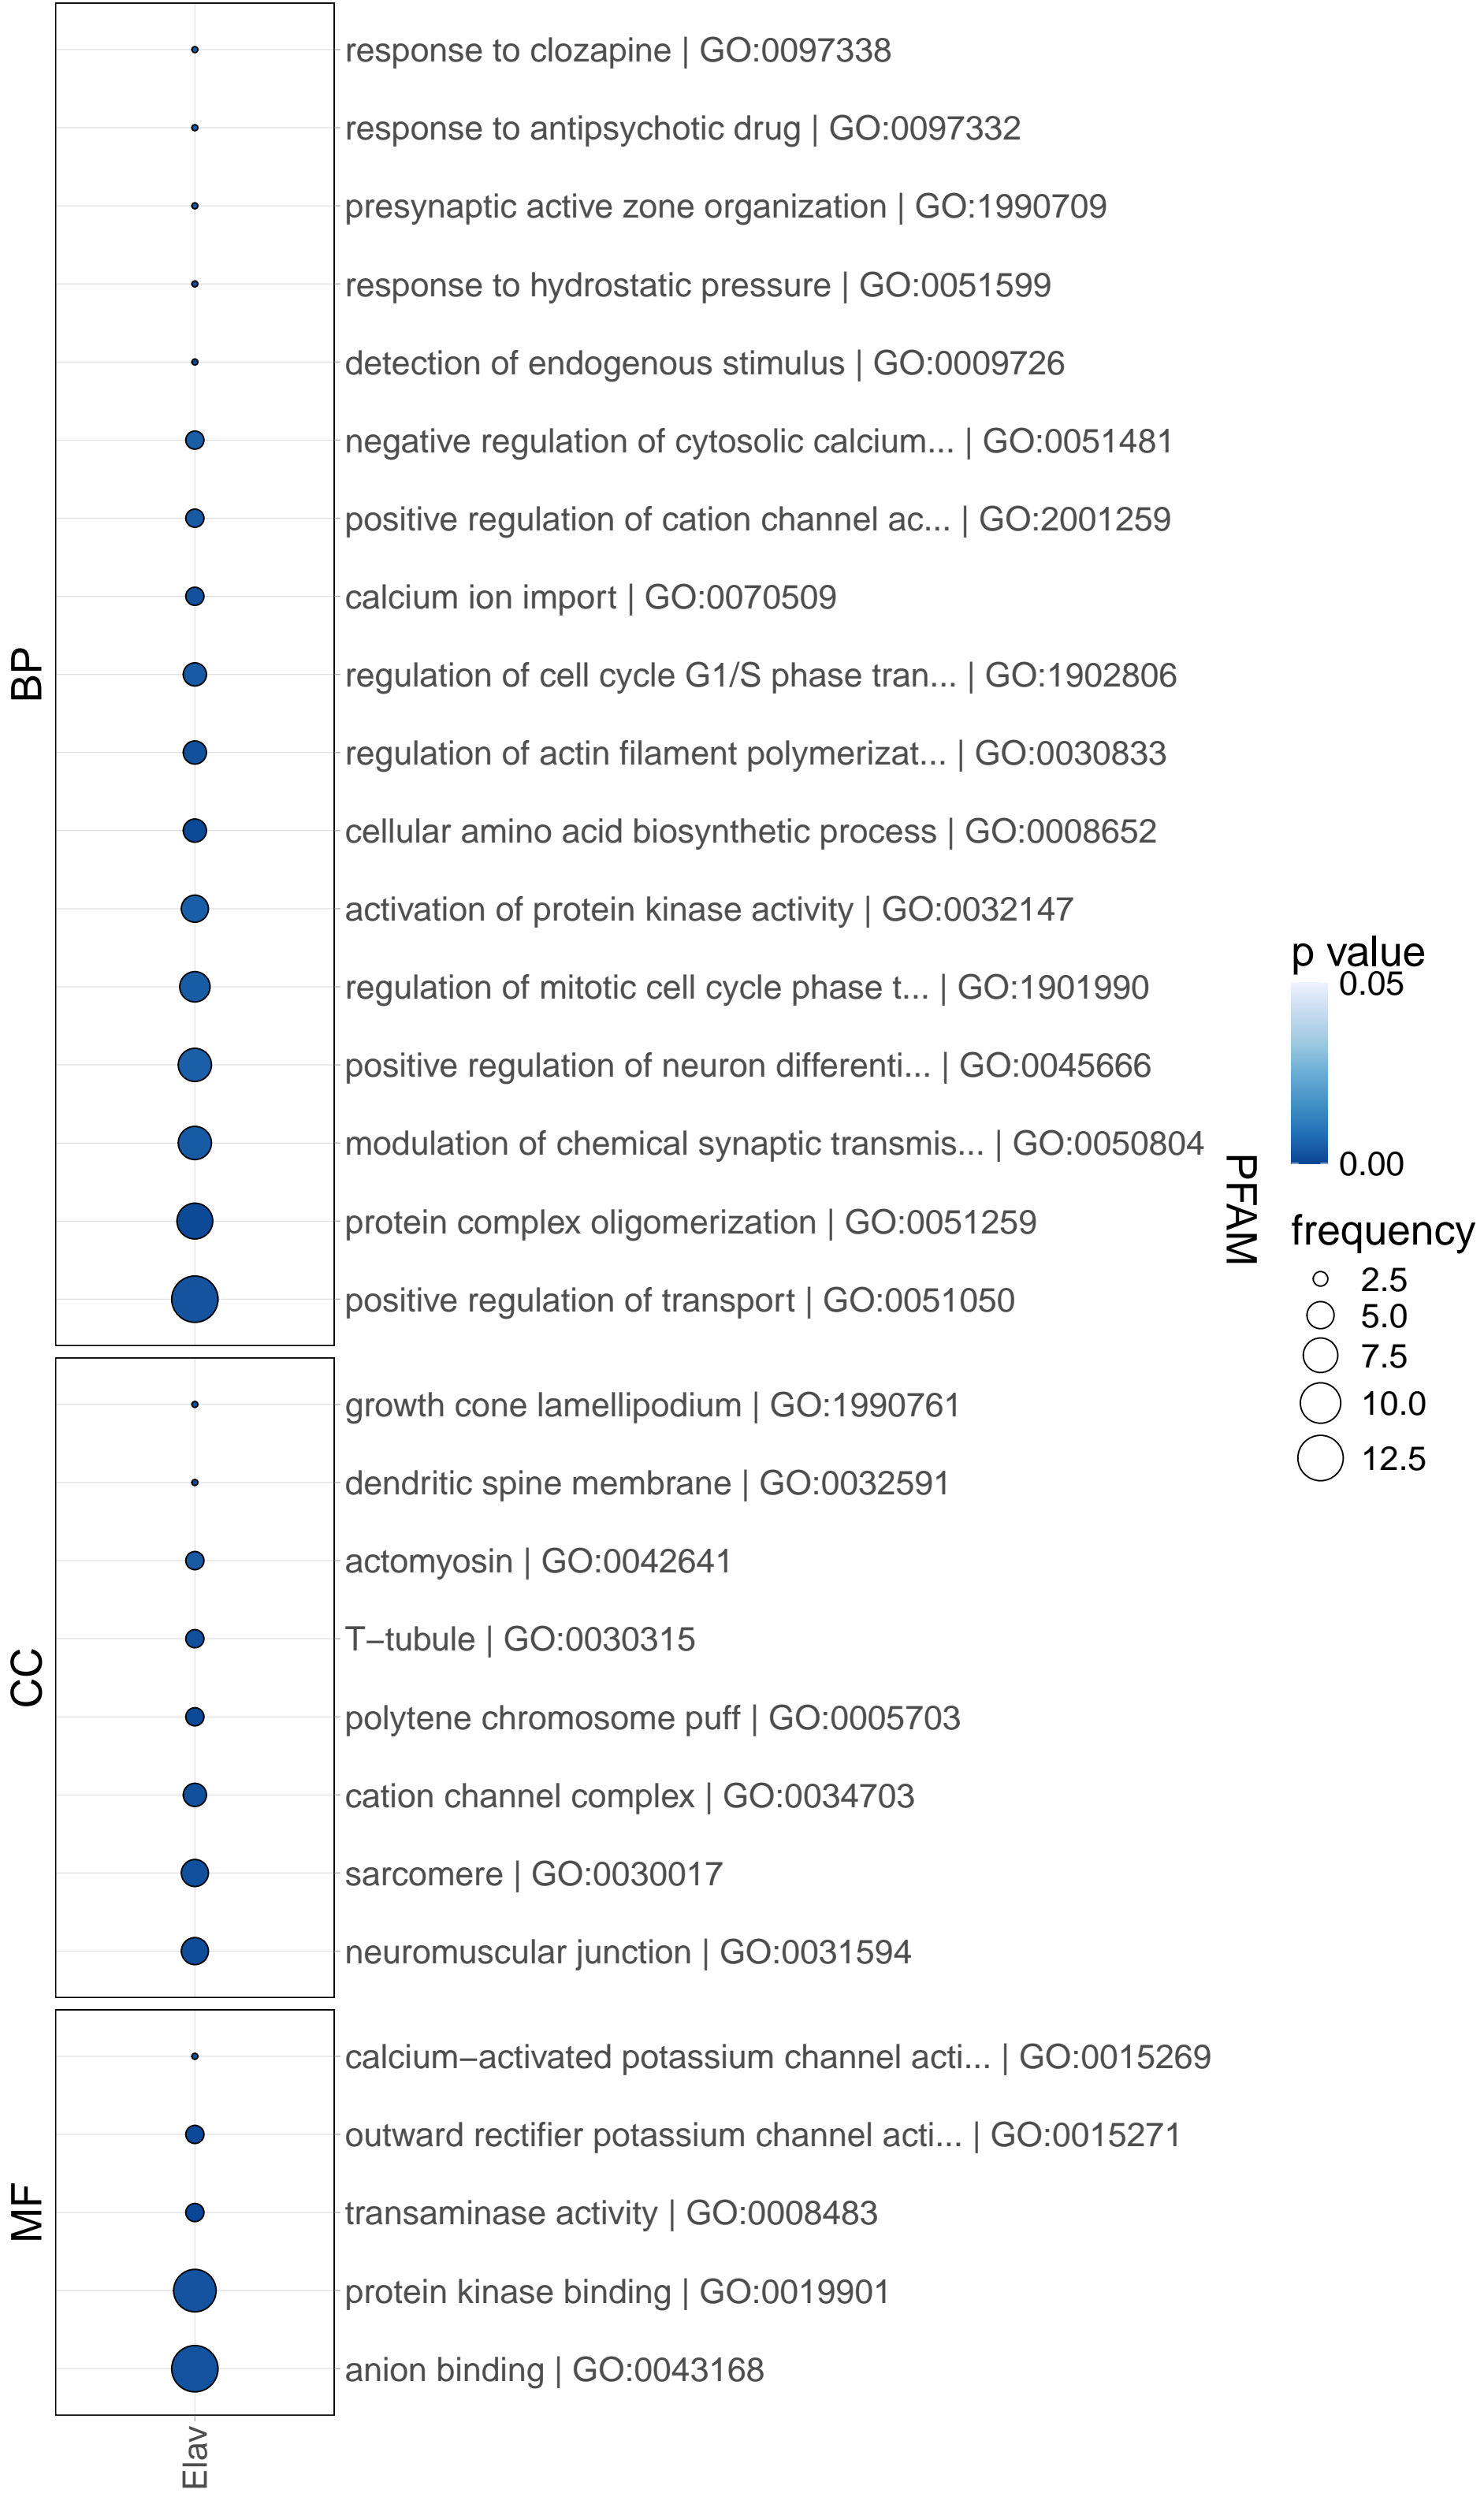 BP
response to clozapine | GO:0097338
response to antipsychotic drug | GO:0097332
presynaptic active zone organization | GO:1990709
response to hydrostatic pressure | GO:0051599
detection of endogenous stimulus | GO:0009726
negative regulation of cytosolic calcium... | GO:0051481
positive regulation of cation channel ac... | GO:2001259
calcium ion import | GO:0070509
regulation of cell cycle G1/S phase tran... | GO:1902806
regulation of actin filament polymerizat... | GO:0030833
cellular amino acid biosynthetic process | GO:0008652
activation of protein kinase activity | GO:0032147
regulation of mitotic cell cycle phase t... | GO:1901990
positive regulation of neuron differenti... | GO:0045666
modulation of chemical synaptic transmis... | GO:0050804
protein complex oligomerization | GO:0051259
positive regulation of transport | GO:0051050
CC
growth cone lamellipodium | GO:1990761
dendritic spine membrane | GO:0032591
actomyosin | GO:0042641
T−tubule | GO:0030315
polytene chromosome puff | GO:0005703
cation channel complex | GO:0034703
sarcomere | GO:0030017
neuromuscular junction | GO:0031594
MF
calcium−activated potassium channel acti... | GO:0015269
outward rectifier potassium channel acti... | GO:0015271
transaminase activity | GO:0008483
protein kinase binding | GO:0019901
anion binding | GO:0043168
Elav
PFAM
p value
0.05
0.00
frequency
2.5
5.0
7.5
10.0
12.5